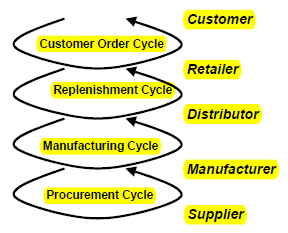 Customer
Customer Order Cycle
Retailer
Replenishment Cycle
Distributor
Manufacturing Cycle
Manufacturer
Procurement Cycle
Supplier